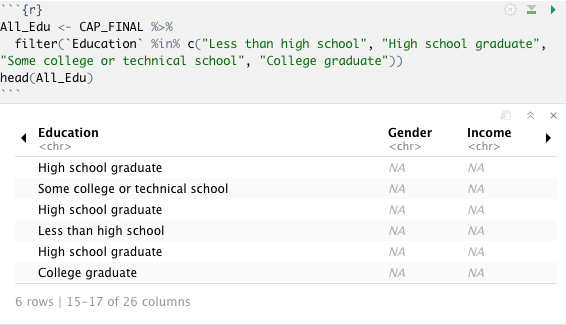 ```{r}
All_Edu <- CAP_FINAL %>%
  filter(`Education` %in% c("Less than high school", "High school graduate",
"Some college or technical school", "College graduate"))
head(All_Edu)
```
Education Gender Income
<chr> <chr> <chr>
High school graduate NA NA
Some college or technical school NA NA
High school graduate NA NA
Less than high school NA NA
High school graduate NA NA
College graduate NA NA
6 rows | 15-17 of 26 columns